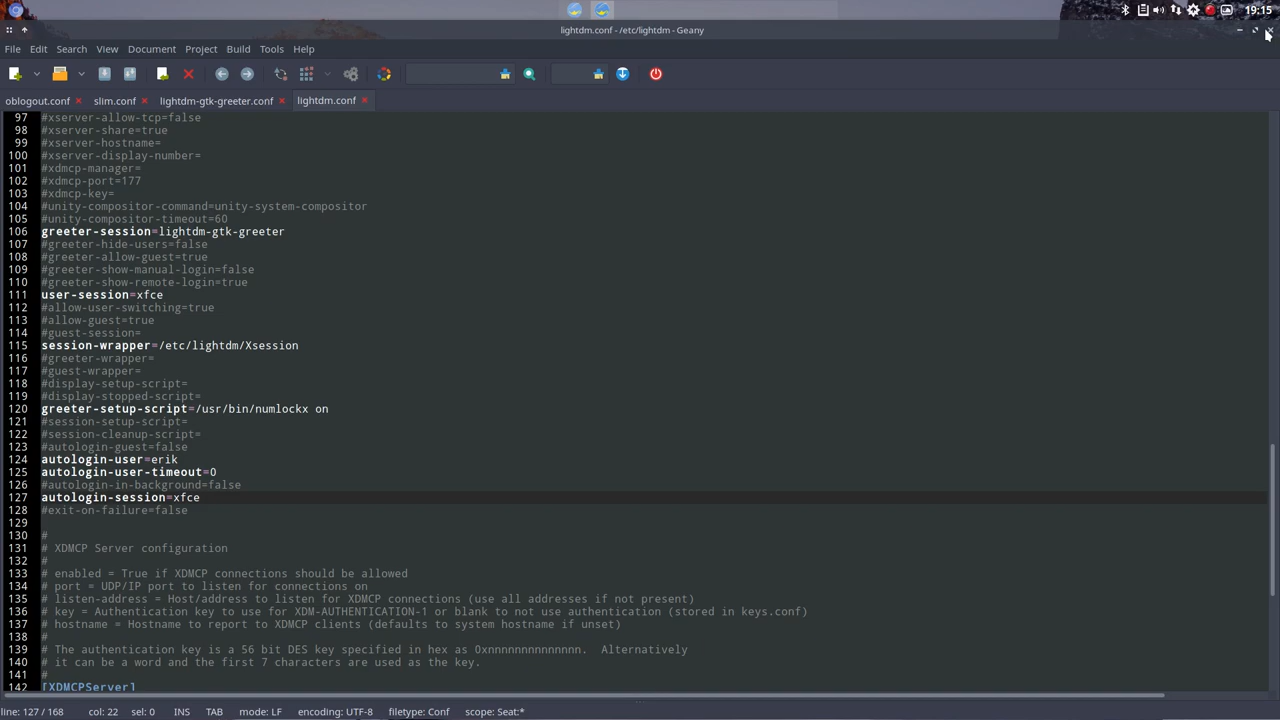 19:15
lightdm.conf - /etc/lightdm - Geany
File Edit Search View Document Project Build Tools Help
oblogout.conf slim.conf lightdm-gtk-greeter.conf lightdm.conf
97 #xserver-allow-tcp=false
98 #xserver-share=true
99 #xserver-hostname=
100 #xserver-display-number=
101 #xdmcp-manager=
102 #xdmcp-port=177
103 #xdmcp-key=
104 #unity-compositor-command=unity-system-compositor
105 #unity-compositor-timeout=60
106 greeter-session=lightdm-gtk-greeter
107 #greeter-hide-users=false
108 #greeter-allow-guest=true
109 #greeter-show-manual-login=false
110 #greeter-show-remote-login=true
111 user-session=xfce
112 #allow-user-switching=true
113 #allow-guest=true
114 #guest-session=
115 session-wrapper=/etc/lightdm/Xsession
116 #greeter-wrapper=
117 #guest-wrapper=
118 #display-setup-script=
119 #display-stopped-script=
120 greeter-setup-script=/usr/bin/numlockx on
121 #session-setup-script=
122 #session-cleanup-script=
123 #autologin-guest=false
124 autologin-user=erik
125 autologin-user-timeout=0
126 #autologin-in-background=false
127 autologin-session=xfce
128 #exit-on-failure=false
129
130 #
131 # XDMCP Server configuration
132 #
133 # enabled = True if XDMCP connections should be allowed
134 # port = UDP/IP port to listen for connections on
135 # listen-address = Host/address to listen for XDMCP connections (use all addresses if not present)
136 # key = Authentication key to use for XDM-AUTHENTICATION-1 or blank to not use authentication (stored in keys.conf)
137 # hostname = Hostname to report to XDMCP clients (defaults to system hostname if unset)
138 #
139 # The authentication key is a 56 bit DES key specified in hex as 0xnnnnnnnnnnnnnn.  Alternatively
140 # it can be a word and the first 7 characters are used as the key.
141 #
142 [XDMCPServer]
line: 127 / 168 col: 22 sel: 0 INS TAB mode: LF encoding: UTF-8 filetype: Conf scope: Seat:*